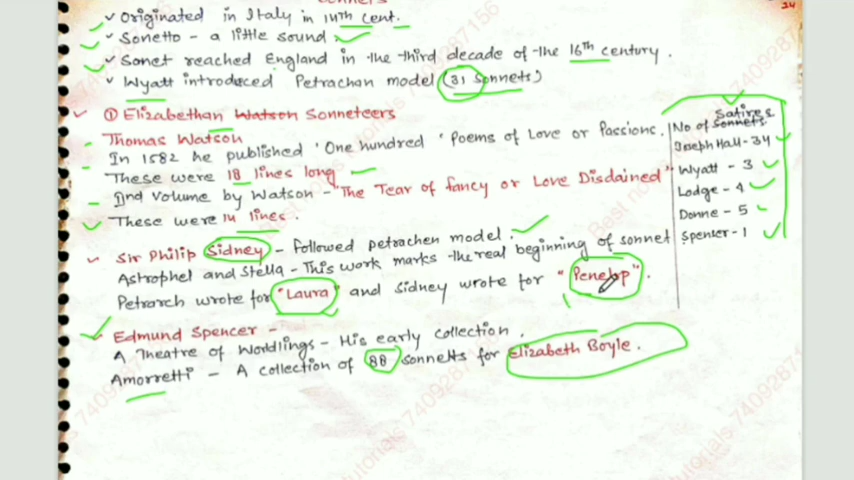 24
✓ Originated in Italy in 14th cent.
Sonetto - a little sound.
Sonet reached England in the third decade of the 16th century.
✓ Wyatt introduced Petrachan model (31 Sonnets)
① Elizabethan Watson Sonneteers
Thomas Watson
In 1582 he published 'One hundred' Poems of Love or Passions.
These were 18 lines long
IInd Volume by Watson - "The Tear of fancy or Love Disdained"
These were 14 lines.
Sir Philip Sidney - Followed petrachen model.
Astrophel and Stella - This work marks the real beginning of sonnet
Petrarch wrote for "Laura" and Sidney wrote for "Penelop".
Edmund Spencer -
A Theatre of Worldlings - His early collection.
Amorretti - A collection of 88 sonnetts for Elizabeth Boyle.
Satires
No of sonnets
Joseph Hall - 34
Wyatt - 3
Lodge - 4
Donne - 5
Spencer - 1